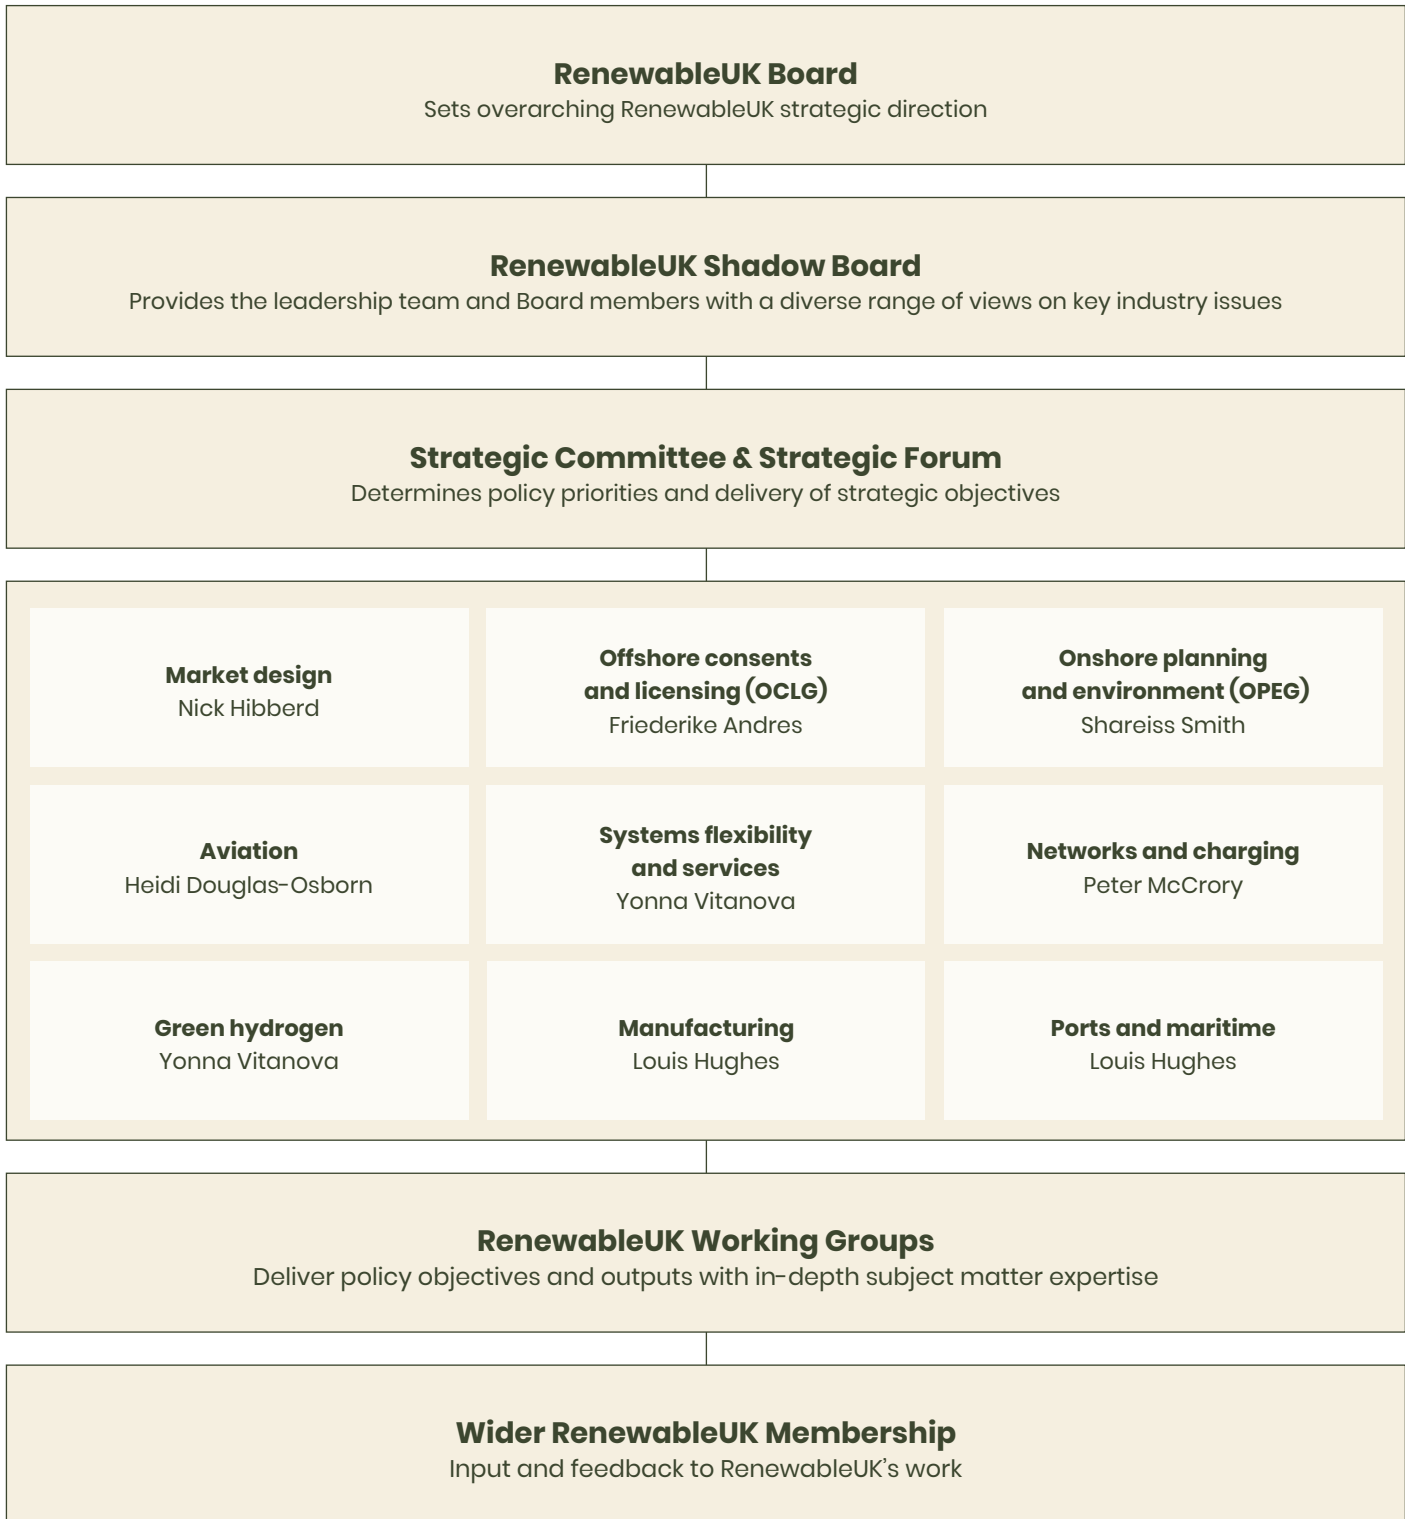 RenewableUK Board
Sets overarching RenewableUK strategic direction
RenewableUK Shadow Board
Provides the leadership team and Board members with a diverse range of views on key industry issues
Strategic Committee & Strategic Forum
Determines policy priorities and delivery of strategic objectives
Market design
Nick Hibberd
Offshore consents
and licensing (OCLG)
Friederike Andres
Onshore planning
and environment (OPEG)
Shareiss Smith
Aviation
Heidi Douglas-Osborn
Systems flexibility
and services
Yonna Vitanova
Networks and charging
Peter McCrory
Green hydrogen
Yonna Vitanova
Manufacturing
Louis Hughes
Ports and maritime
Louis Hughes
RenewableUK Working Groups
Deliver policy objectives and outputs with in-depth subject matter expertise
Wider RenewableUK Membership
Input and feedback to RenewableUK’s work